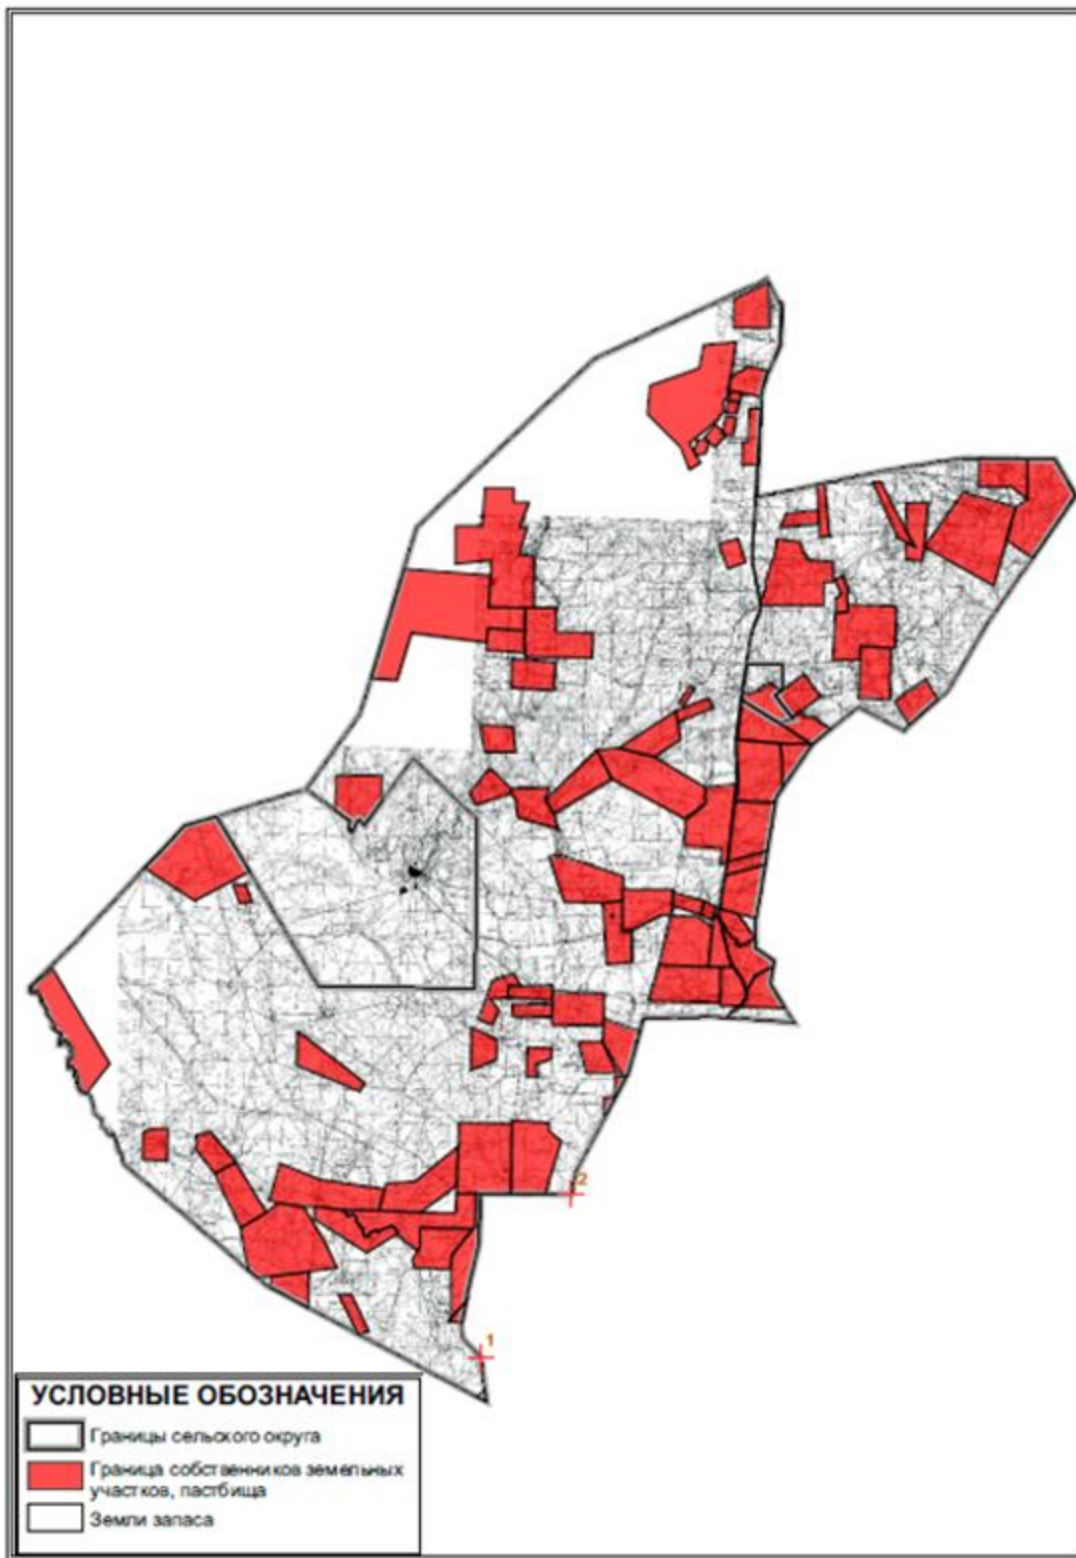 2
1
УСЛОВНЫЕ ОБОЗНАЧЕНИЯ
Границы сельского округа
Граница собственников земельных
участков, пастбища
Земли запаса